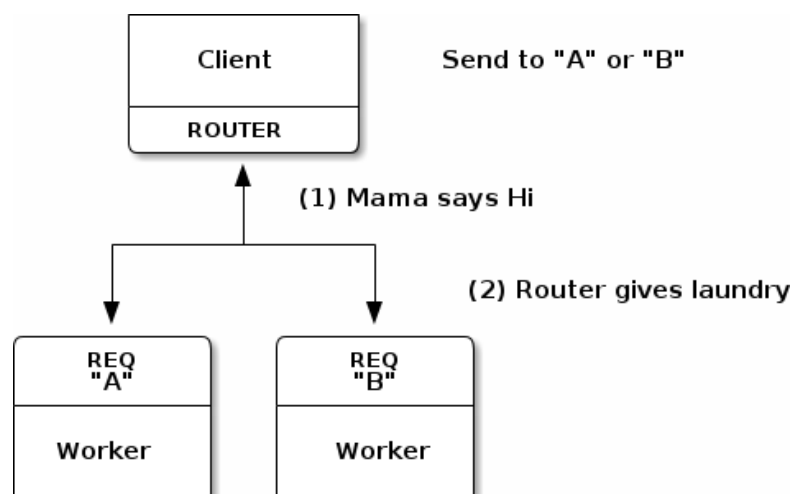 Client
Send to "A" or "B"
ROUTER
(1) Mama says Hi
(2) Router gives laundry
REQ
"A"
REQ
"B"
Worker
Worker